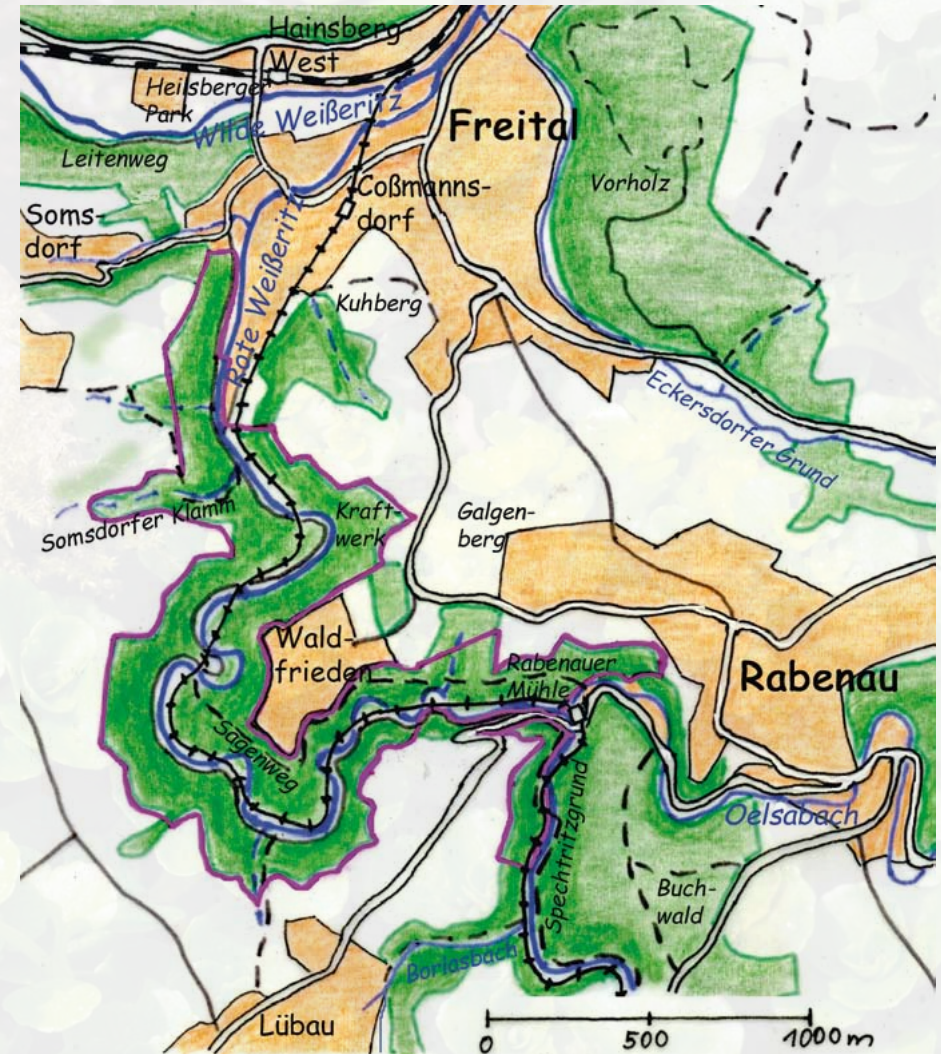 Hainsberg
West
Heilsberger
Park
Wilde Weißeritz
Freital
Leitenweg
Vorholz
Coßmanns-
dorf
Soms-
dorf
Rote Weißeritz
Kuhberg
Eckersdorfer Grund
Somsdorfer Klamm
Kraft-
werk
Galgen-
berg
Wald-
frieden
Rabenauer
Mühle
Rabenau
Sagenweg
Spechtritzgrund
Oelsabach
Buch-
wald
Borlasbach
Lübau
0 500 1000 m